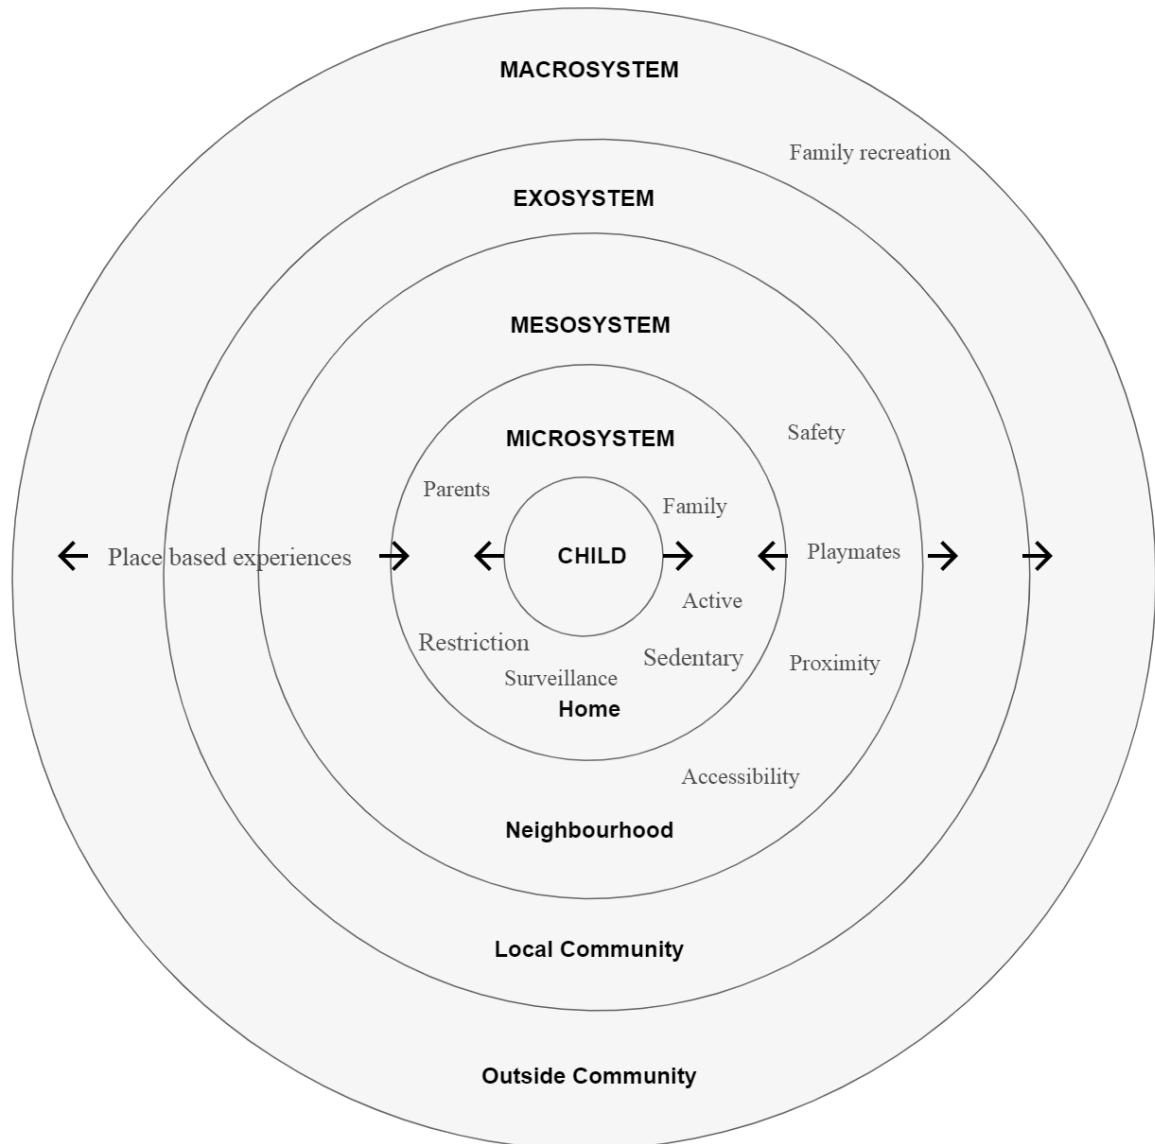 MACROSYSTEM
Family recreation
EXOSYSTEM
MESOSYSTEM
Safety
MICROSYSTEM
Parents
Family
Place based experiences
CHILD
Playmates
Active
Restriction
Sedentary
Proximity
Surveillance
Home
Accessibility
Neighbourhood
Local Community
Outside Community